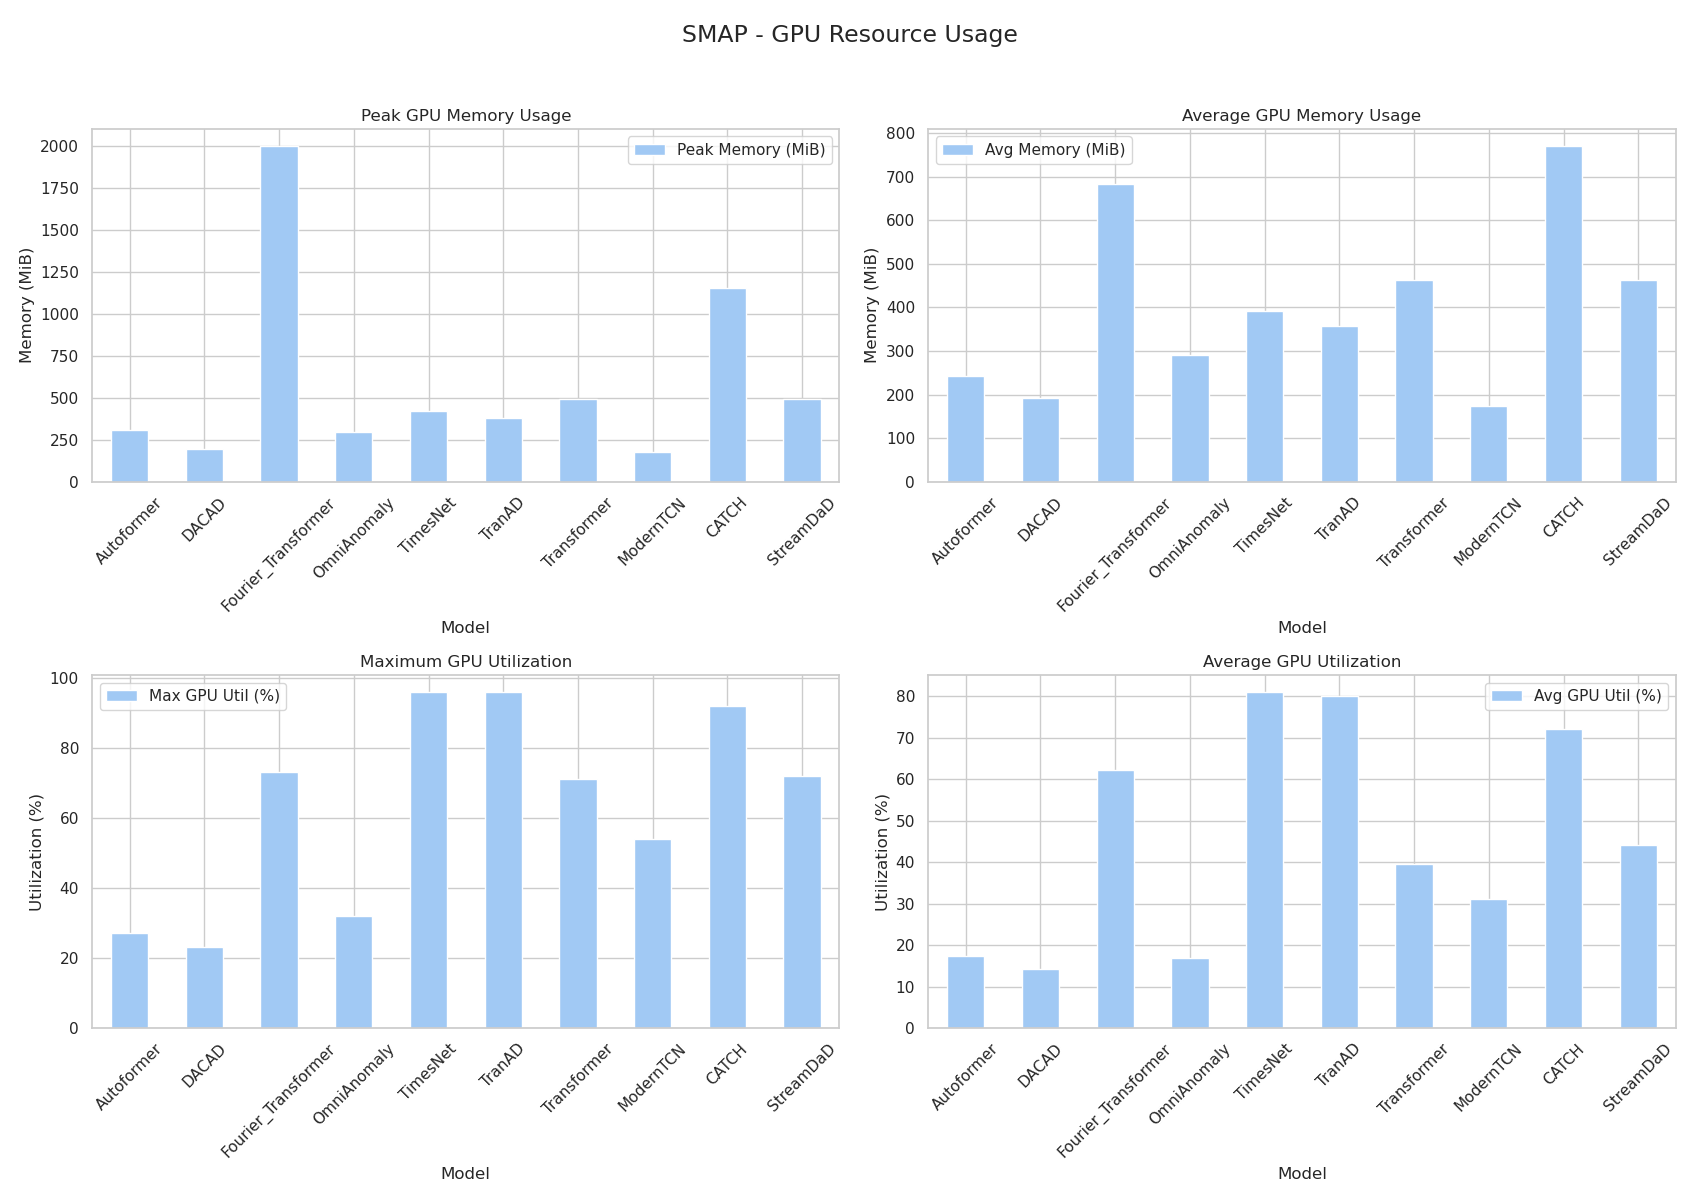 SMAP - GPU Resource Usage
Peak GPU Memory Usage
Peak Memory (MiB)
Memory (MiB)
2000
1750
1500
1250
1000
750
500
250
0
Autoformer
DACAD
Fourier_Transformer
OmniAnomaly
TimesNet
TranAD
Transformer
ModernTCN
CATCH
StreamDaD
Model
Average GPU Memory Usage
Avg Memory (MiB)
Memory (MiB)
800
700
600
500
400
300
200
100
0
Autoformer
DACAD
Fourier_Transformer
OmniAnomaly
TimesNet
TranAD
Transformer
ModernTCN
CATCH
StreamDaD
Model
Maximum GPU Utilization
Max GPU Util (%)
Utilization (%)
100
80
60
40
20
0
Autoformer
DACAD
Fourier_Transformer
OmniAnomaly
TimesNet
TranAD
Transformer
ModernTCN
CATCH
StreamDaD
Model
Average GPU Utilization
Avg GPU Util (%)
Utilization (%)
80
70
60
50
40
30
20
10
0
Autoformer
DACAD
Fourier_Transformer
OmniAnomaly
TimesNet
TranAD
Transformer
ModernTCN
CATCH
StreamDaD
Model